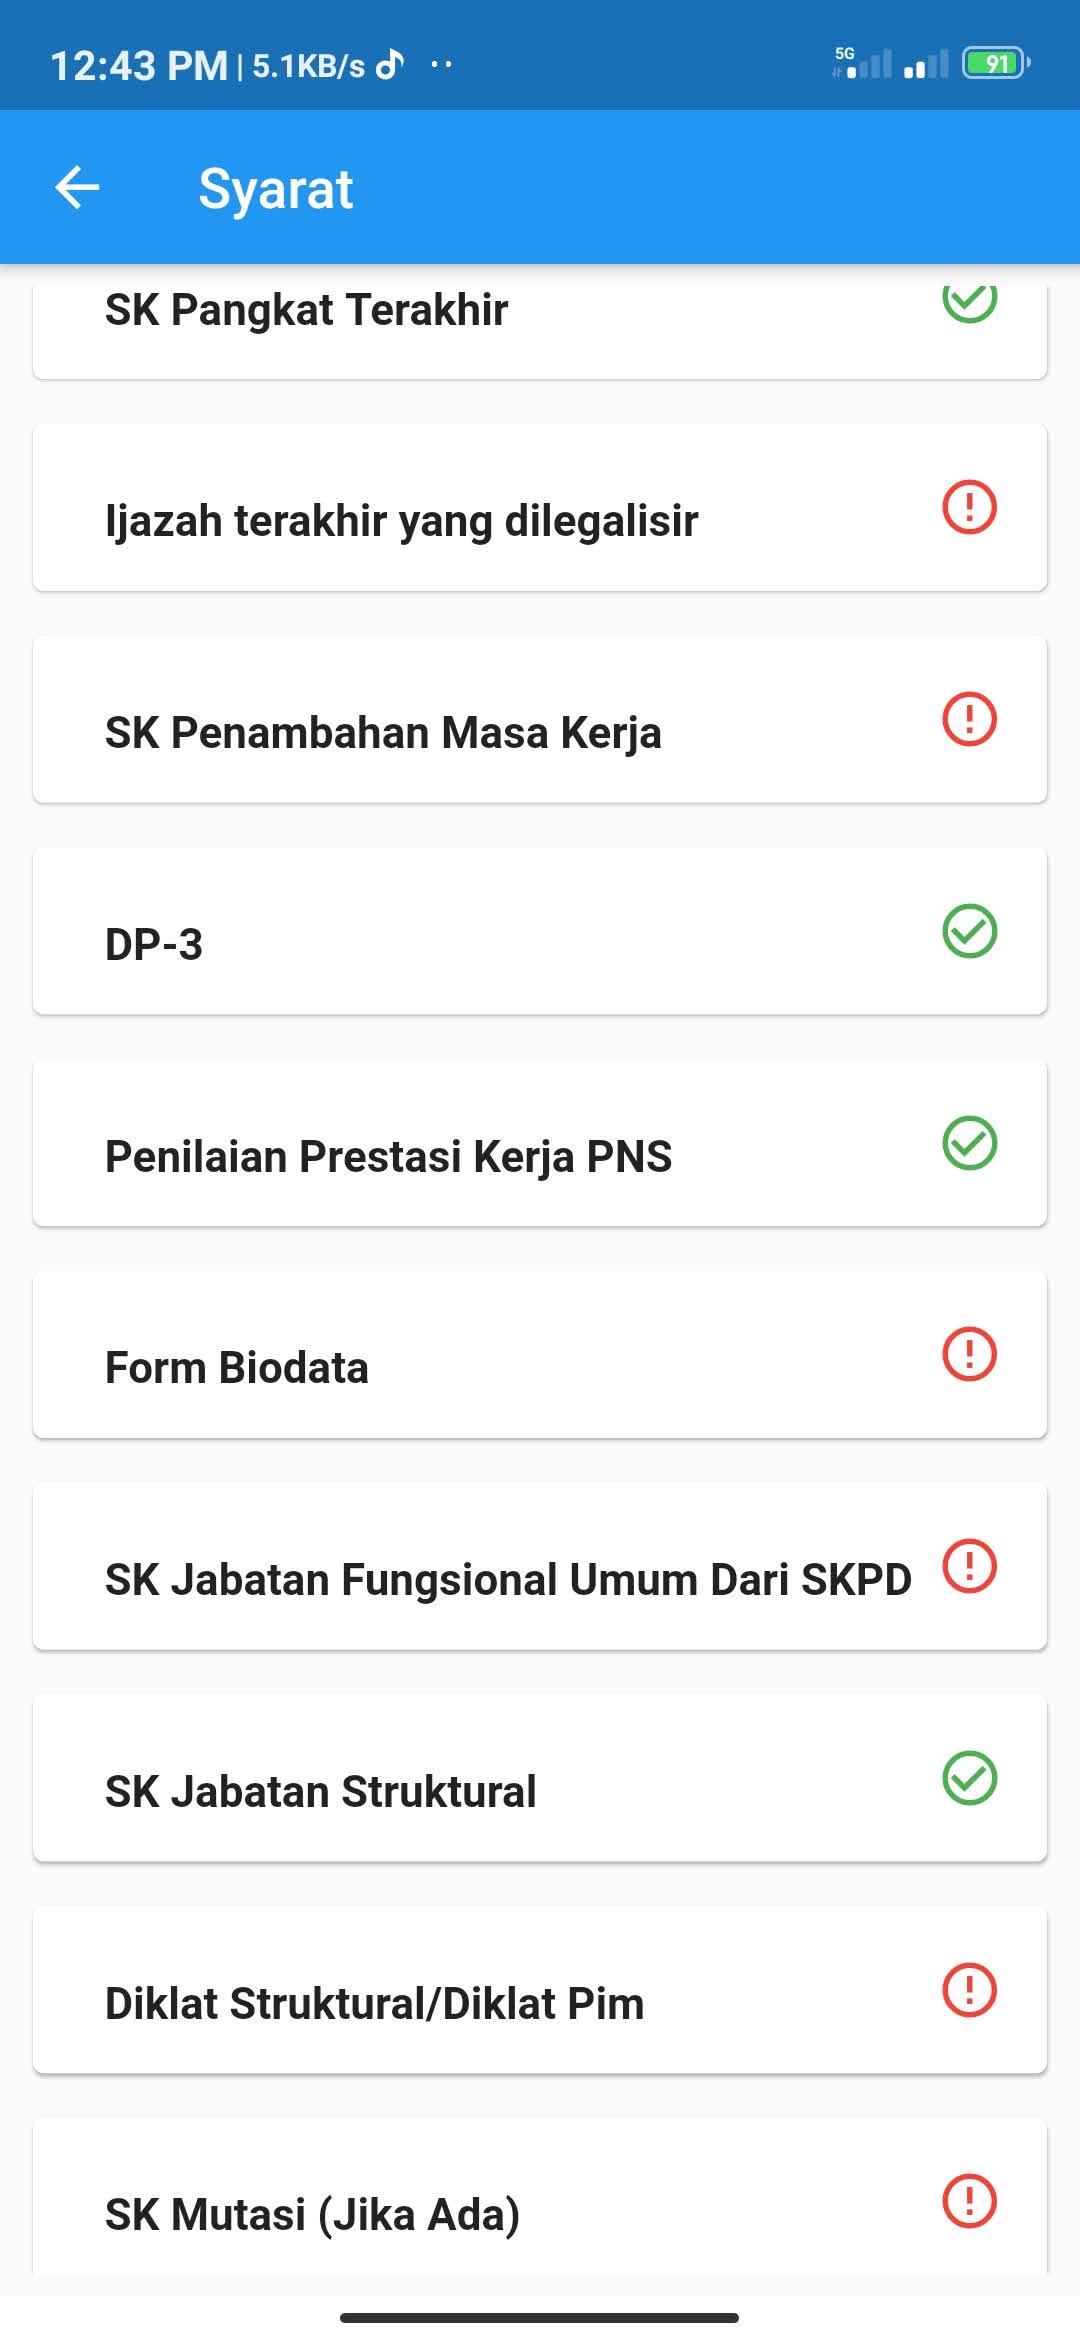 12:43 PM | 5.1KB/s
5G
91
Syarat
SK Pangkat Terakhir
Ijazah terakhir yang dilegalisir
SK Penambahan Masa Kerja
DP-3
Penilaian Prestasi Kerja PNS
Form Biodata
SK Jabatan Fungsional Umum Dari SKPD
SK Jabatan Struktural
Diklat Struktural/Diklat Pim
SK Mutasi (Jika Ada)